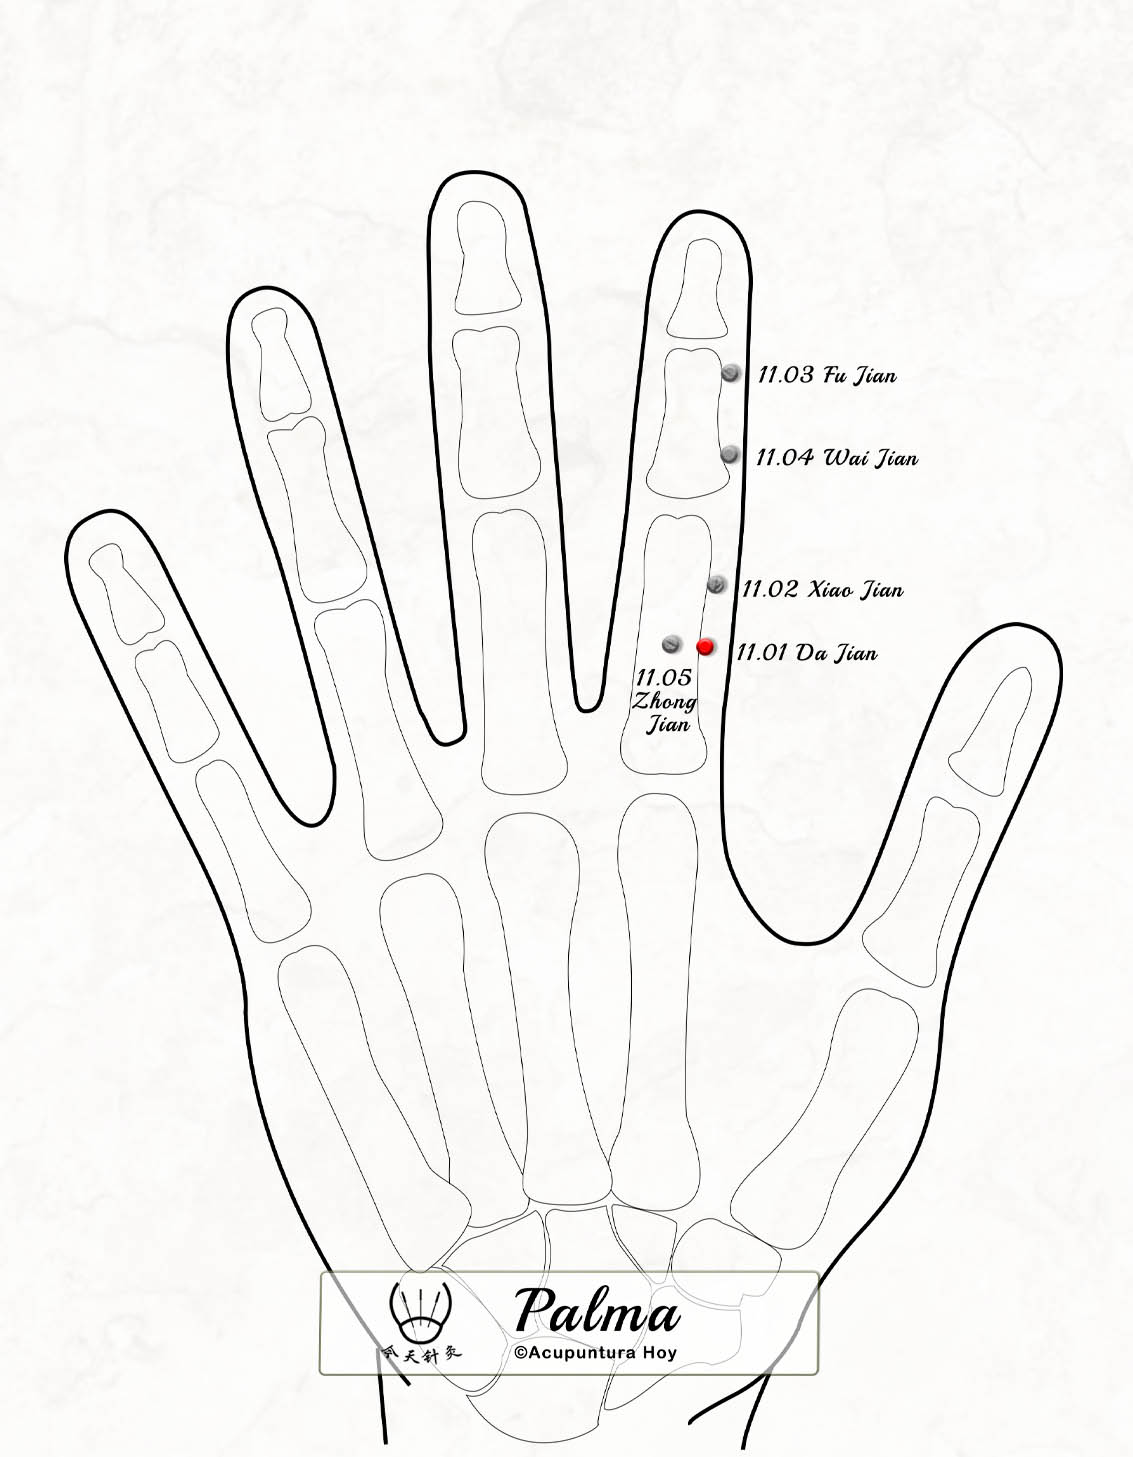 11.03 Fu Jian
11.04 Wai Jian
11.02 Xiao Jian
11.01 Da Jian
11.05
Zhong
Jian
Palma
©Acupuntura Hoy
今天针灸